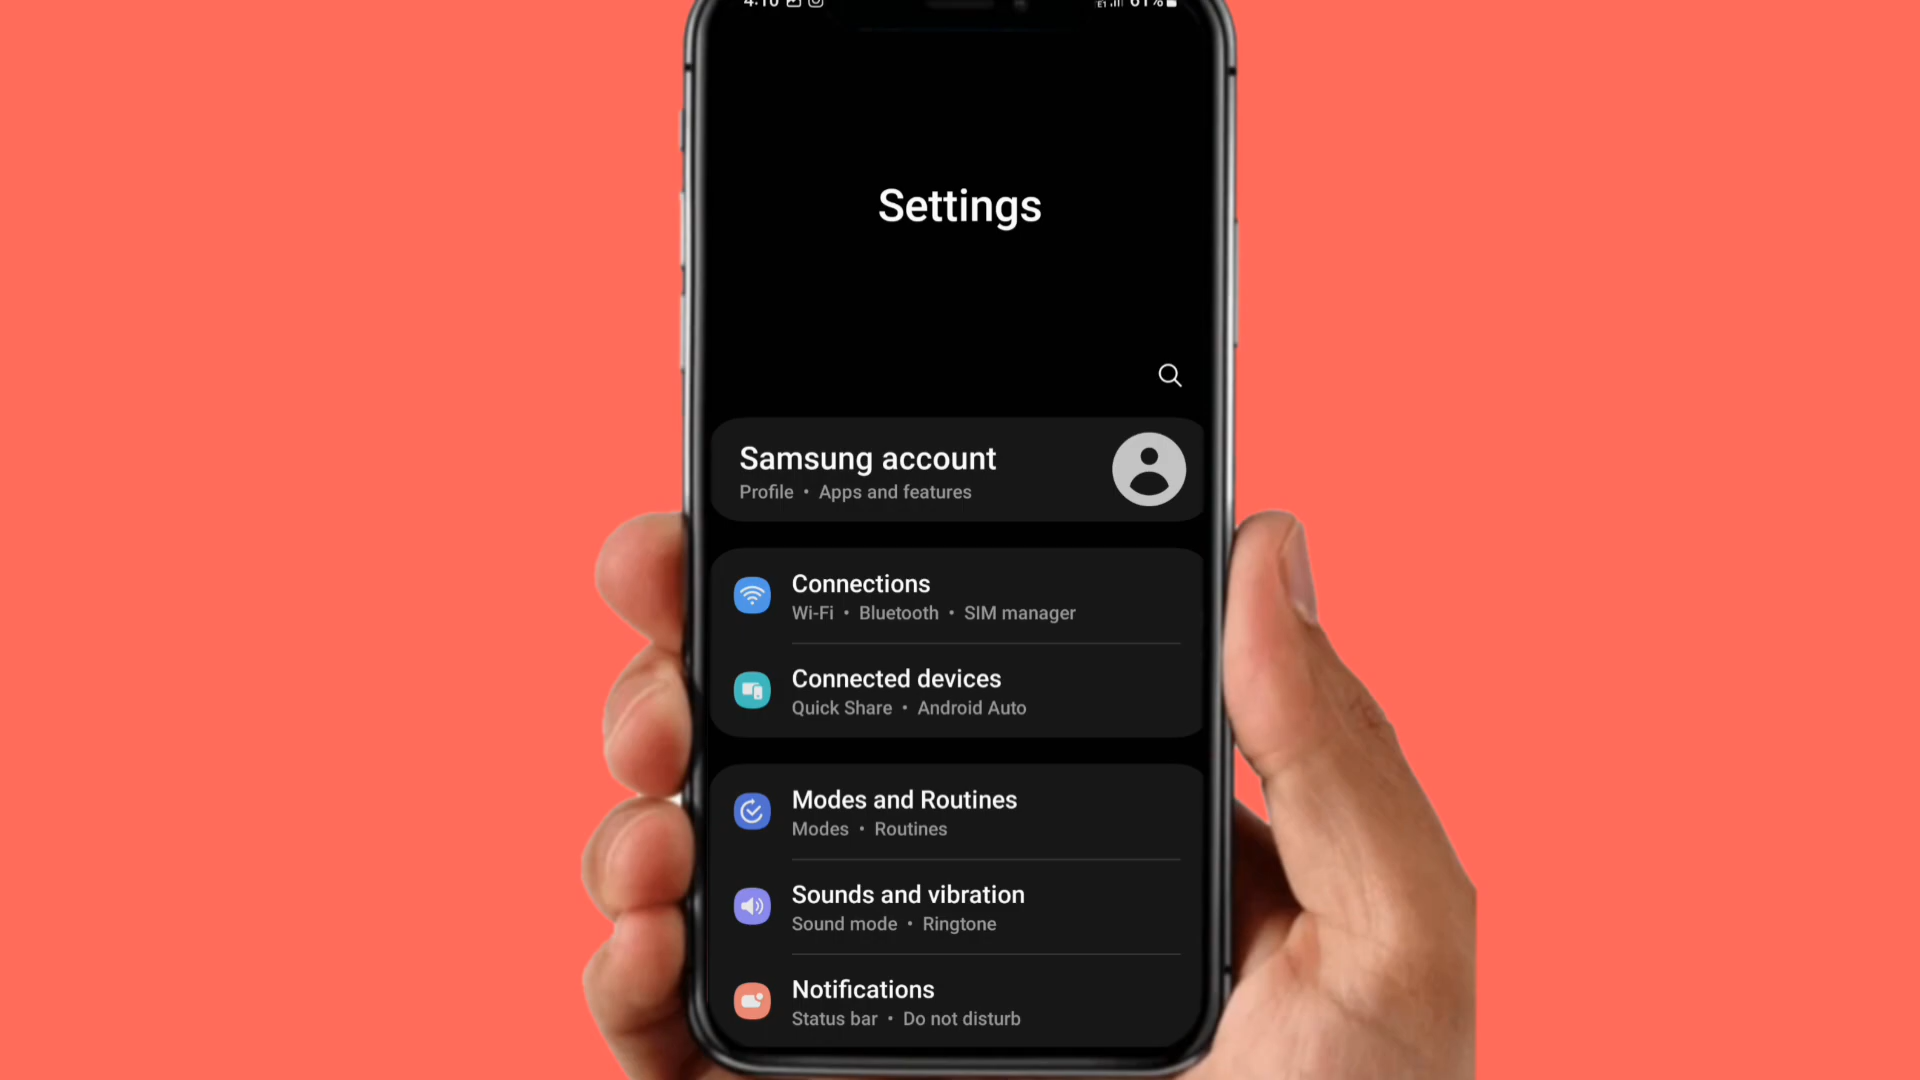 Settings
Samsung account
Profile • Apps and features
Connections
Wi-Fi • Bluetooth • SIM manager
Connected devices
Quick Share • Android Auto
Modes and Routines
Modes • Routines
Sounds and vibration
Sound mode • Ringtone
Notifications
Status bar • Do not disturb